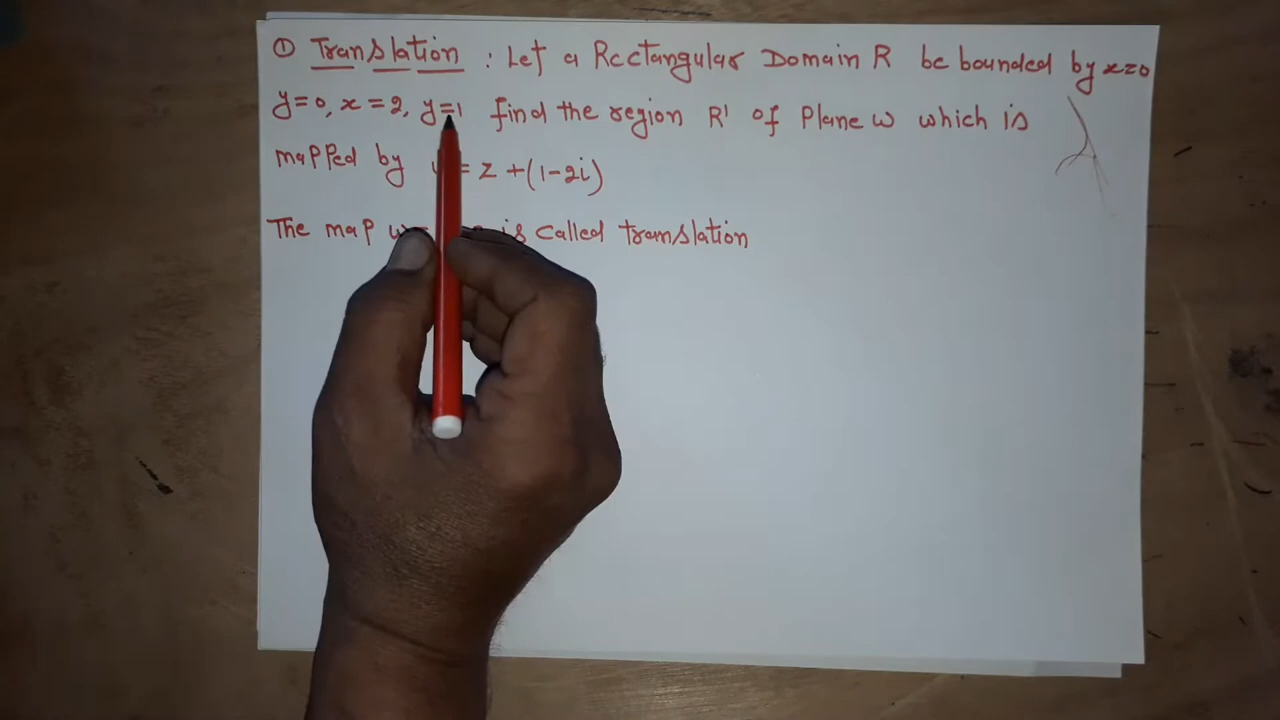 ① Translation : Let a Rectangular Domain R be bounded by x=0
y=0, x=2, y=1 find the region R' of Plane w which is
mapped by = z +(1-2i)
The map is called translation